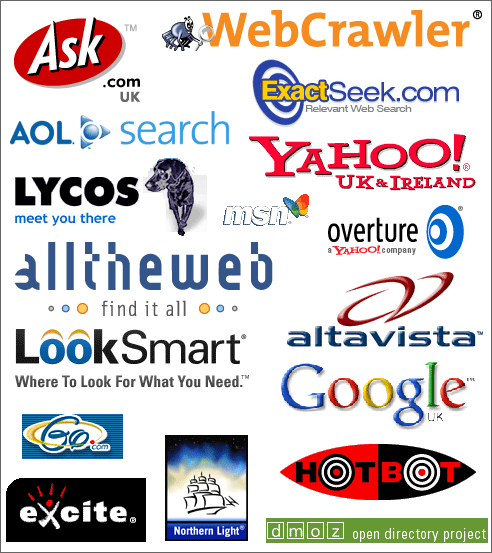 Ask™
.com
UK
WebCrawler®
ExactSeek.com
Relevant Web Search
AOL search
YAHOO!®
UK & IRELAND
LYCOS
meet you there
msn
overture®
a YAHOO! company
alltheweb
find it all
altavista™
LookSmart®
Where To Look For What You Need.™
Google™
UK
Go.com
HOTBOT
excite®
Northern Light®
dmoz open directory project